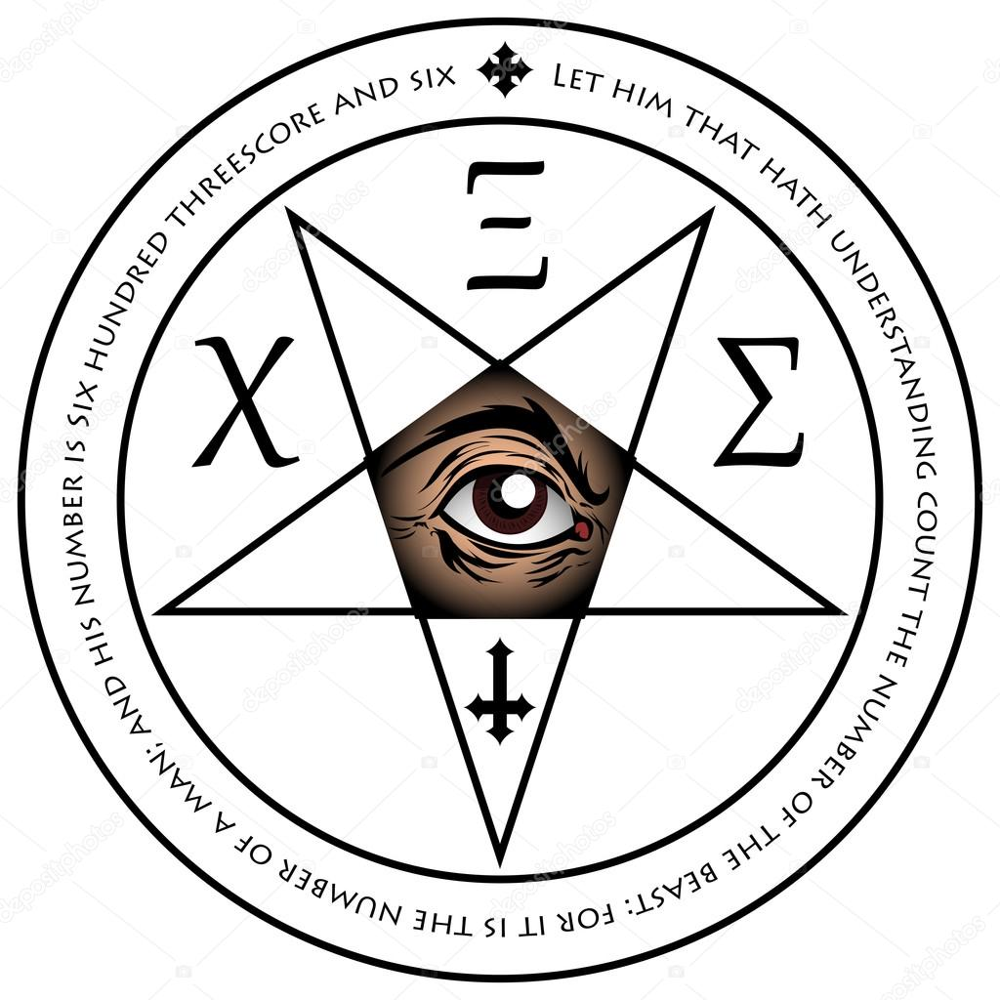 Let him that hath understanding count the number of the beast: for it is the number of a man; and his number is Six hundred threescore and six
Ξ
χ Σ
depositphotos